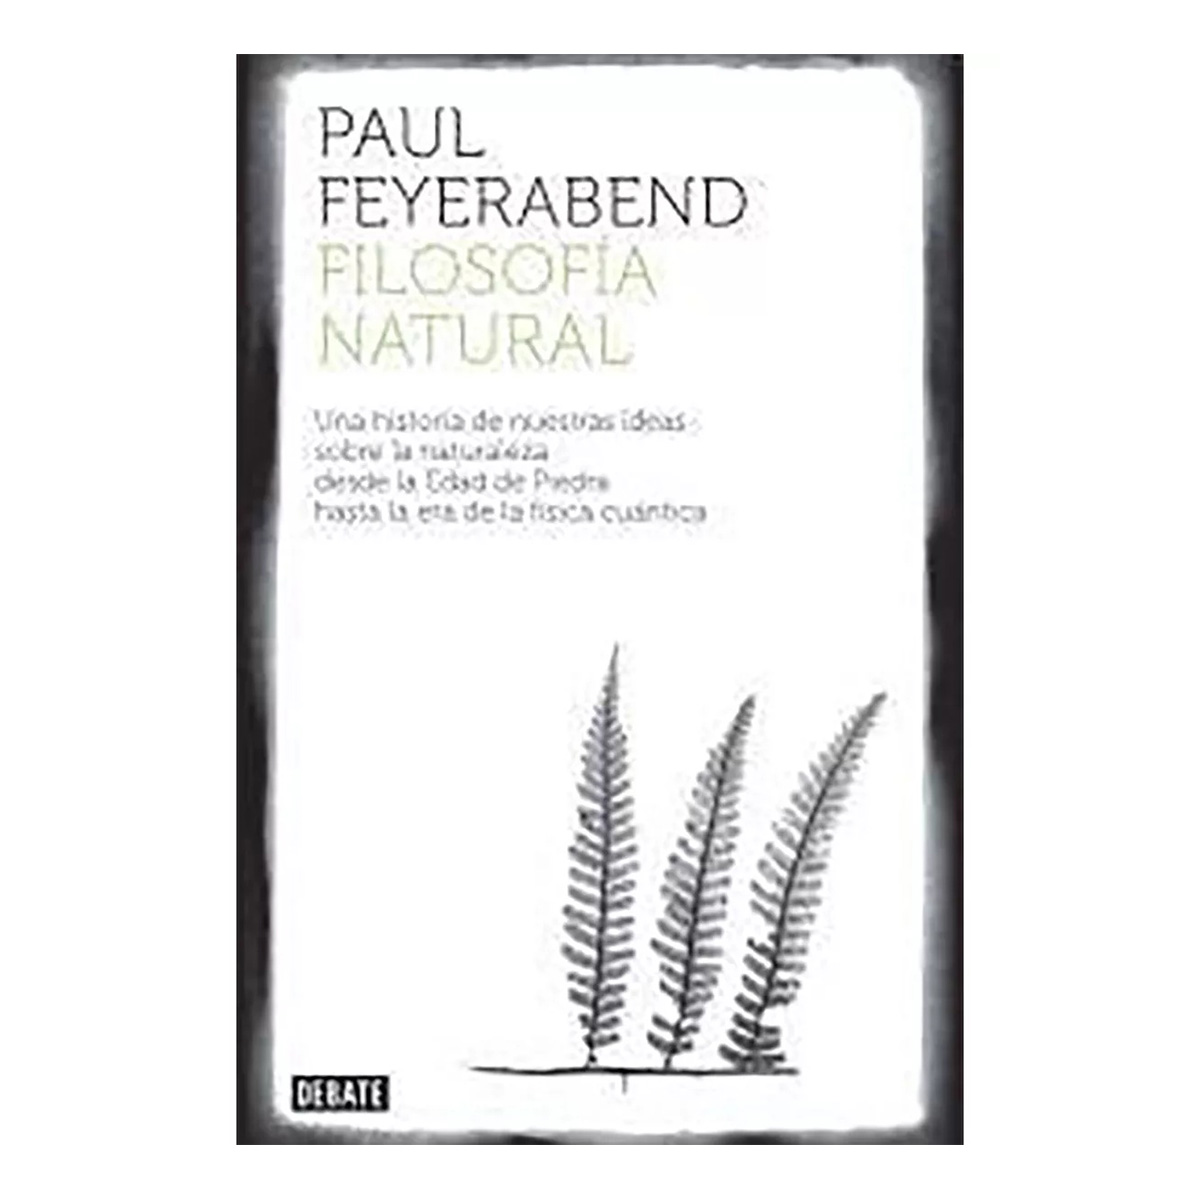 PAUL
FEYERABEND
FILOSOFÍA
NATURAL
Una historia de nuestras ideas
sobre la naturaleza
desde la Edad de Piedra
hasta la era de la física cuántica
DEBATE